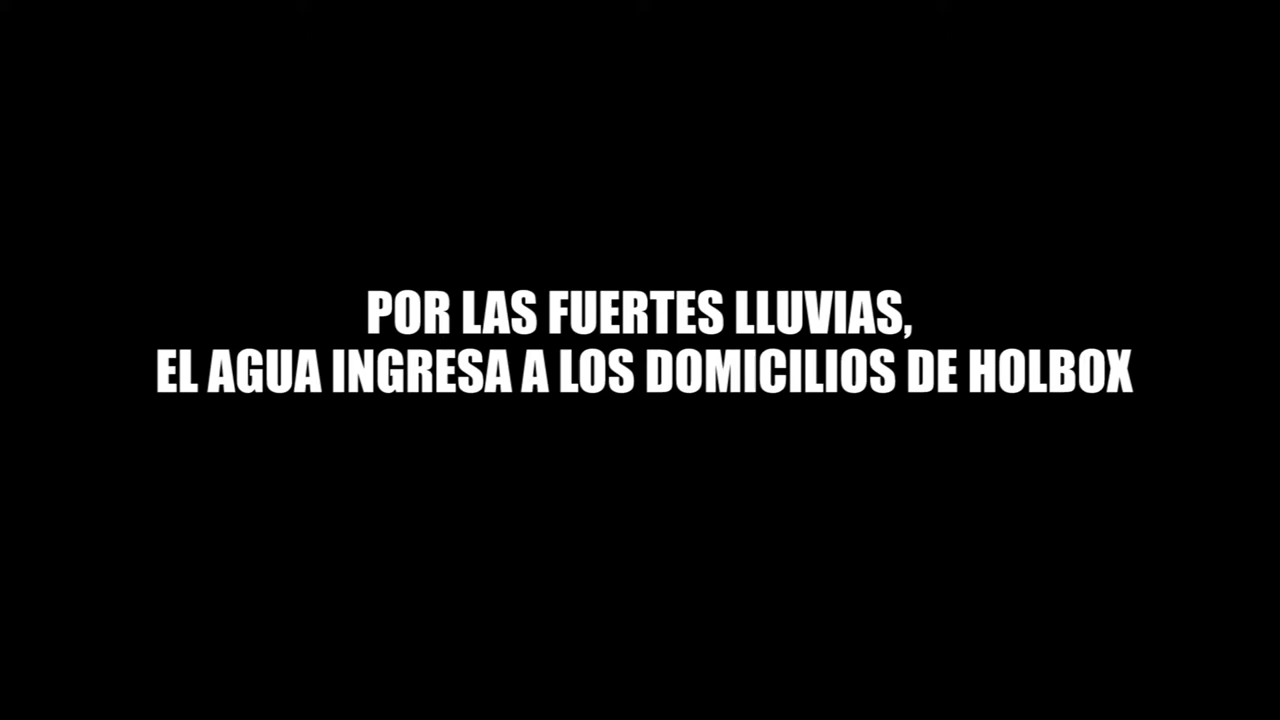 POR LAS FUERTES LLUVIAS,
EL AGUA INGRESA A LOS DOMICILIOS DE HOLBOX